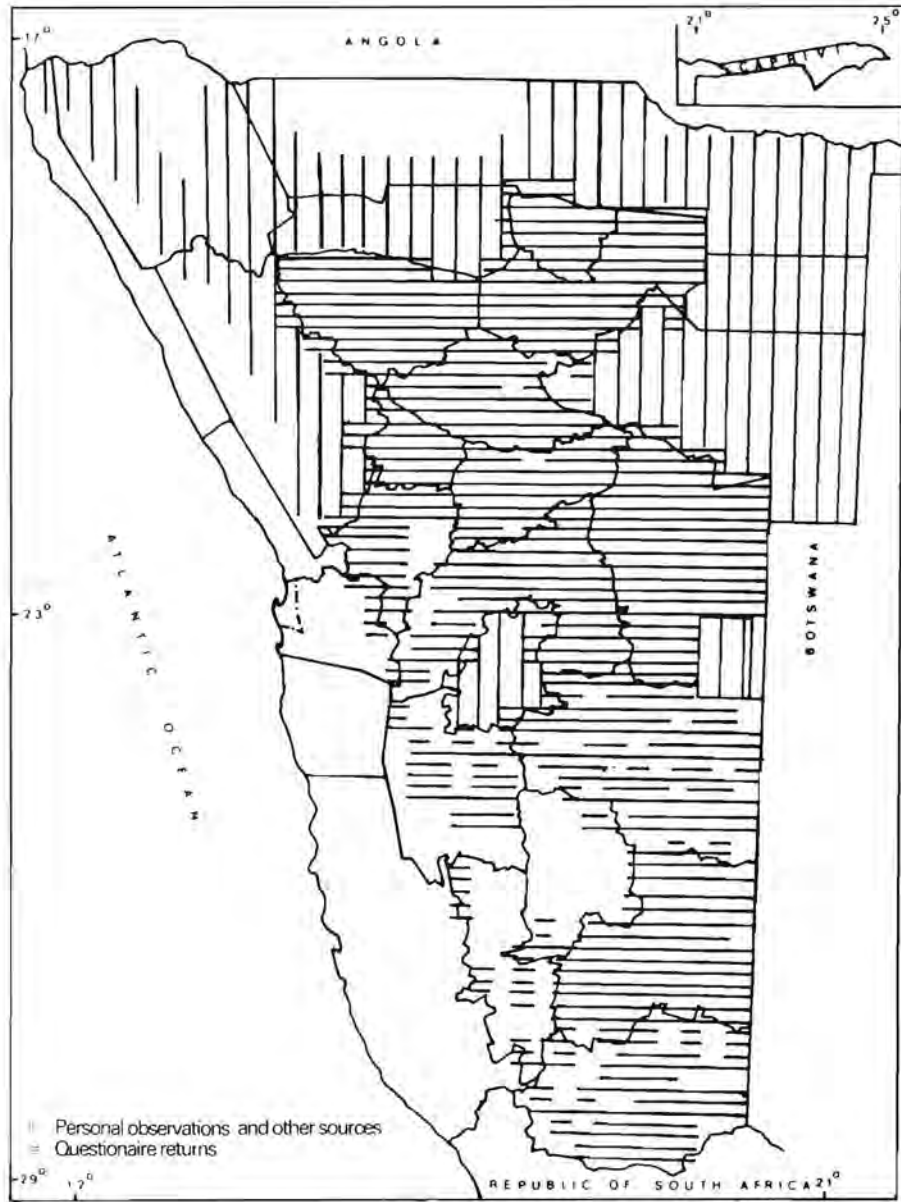 21° 25°
17°
ANGOLA
CAPRIVI
ATLANTIC OCEAN
23°
BOTSWANA
Personal observations and other sources
Questionaire returns
29°
12°
REPUBLIC OF SOUTH AFRICA 21°